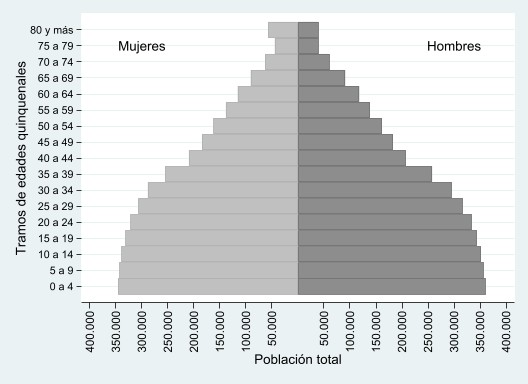 Mujeres
Hombres
Tramos de edades quinquenales
80 y más
75 a 79
70 a 74
65 a 69
60 a 64
55 a 59
50 a 54
45 a 49
40 a 44
35 a 39
30 a 34
25 a 29
20 a 24
15 a 19
10 a 14
5 a 9
0 a 4
400.000
350.000
300.000
250.000
200.000
150.000
100.000
50.000
50.000
100.000
150.000
200.000
250.000
300.000
350.000
400.000
Población total